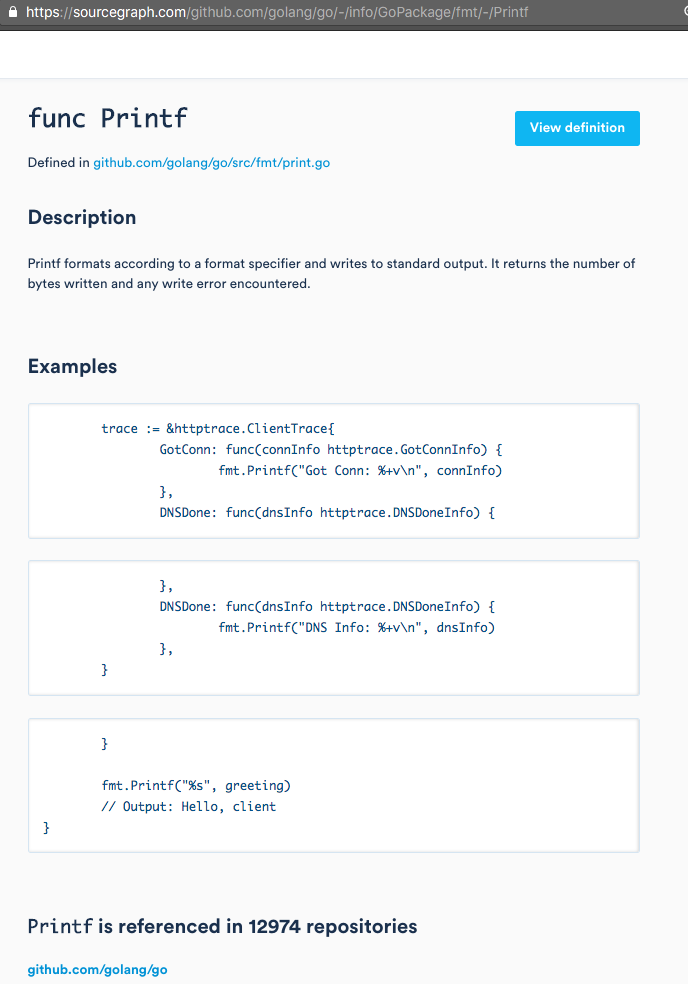 https://sourcegraph.com/github.com/golang/go/-/info/GoPackage/fmt/-/Printf
func Printf
View definition
Defined in github.com/golang/go/src/fmt/print.go
Description
Printf formats according to a format specifier and writes to standard output. It returns the number of
bytes written and any write error encountered.
Examples
trace := &httptrace.ClientTrace{
GotConn: func(connInfo httptrace.GotConnInfo) {
fmt.Printf("Got Conn: %+v\n", connInfo)
},
DNSDone: func(dnsInfo httptrace.DNSDoneInfo) {
},
DNSDone: func(dnsInfo httptrace.DNSDoneInfo) {
fmt.Printf("DNS Info: %+v\n", dnsInfo)
},
}
}
fmt.Printf("%s", greeting)
// Output: Hello, client
}
Printf is referenced in 12974 repositories
github.com/golang/go